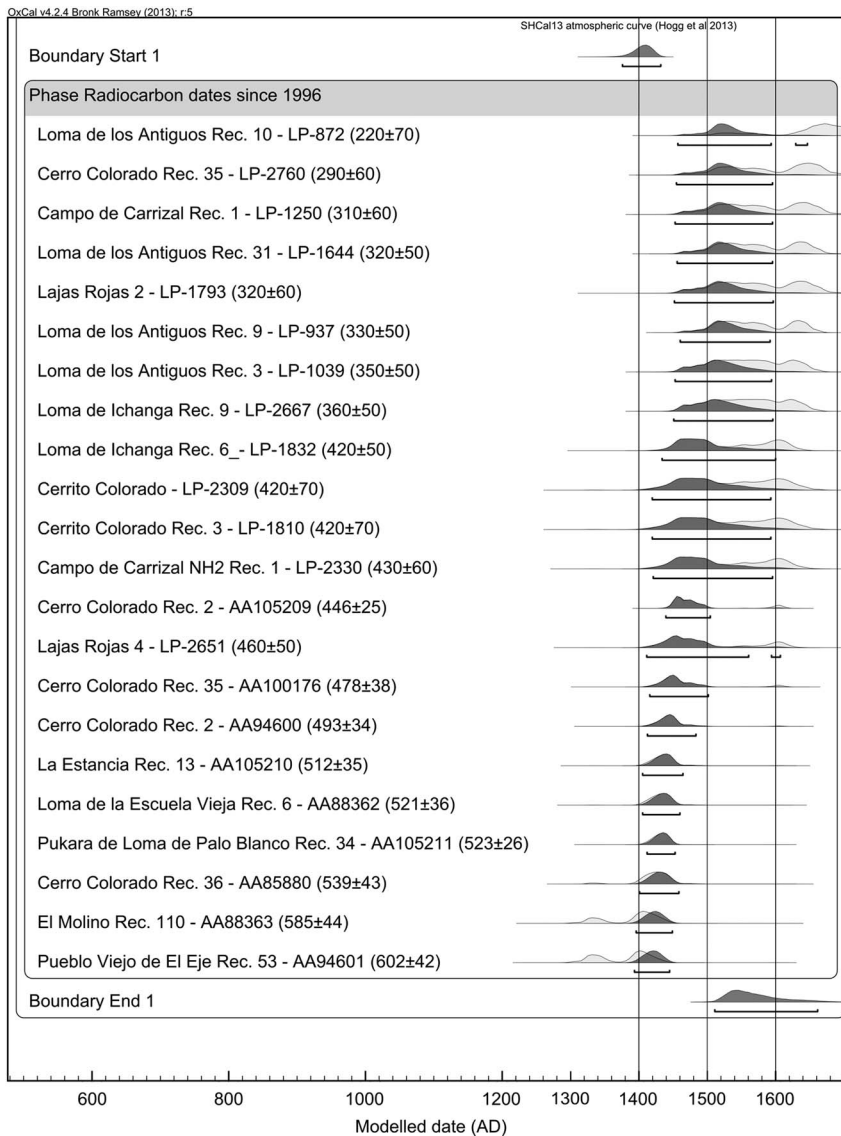 OxCal v4.2.4 Bronk Ramsey (2013); r:5
SHCal13 atmospheric curve (Hogg et al 2013)
Boundary Start 1
Phase Radiocarbon dates since 1996
Loma de los Antiguos Rec. 10 - LP-872 (220±70)
Cerro Colorado Rec. 35 - LP-2760 (290±60)
Campo de Carrizal Rec. 1 - LP-1250 (310±60)
Loma de los Antiguos Rec. 31 - LP-1644 (320±50)
Lajas Rojas 2 - LP-1793 (320±60)
Loma de los Antiguos Rec. 9 - LP-937 (330±50)
Loma de los Antiguos Rec. 3 - LP-1039 (350±50)
Loma de Ichanga Rec. 9 - LP-2667 (360±50)
Loma de Ichanga Rec. 6_- LP-1832 (420±50)
Cerrito Colorado - LP-2309 (420±70)
Cerrito Colorado Rec. 3 - LP-1810 (420±70)
Campo de Carrizal NH2 Rec. 1 - LP-2330 (430±60)
Cerro Colorado Rec. 2 - AA105209 (446±25)
Lajas Rojas 4 - LP-2651 (460±50)
Cerro Colorado Rec. 35 - AA100176 (478±38)
Cerro Colorado Rec. 2 - AA94600 (493±34)
La Estancia Rec. 13 - AA105210 (512±35)
Loma de la Escuela Vieja Rec. 6 - AA88362 (521±36)
Pukara de Loma de Palo Blanco Rec. 34 - AA105211 (523±26)
Cerro Colorado Rec. 36 - AA85880 (539±43)
El Molino Rec. 110 - AA88363 (585±44)
Pueblo Viejo de El Eje Rec. 53 - AA94601 (602±42)
Boundary End 1
600 800 1000 1200 1300 1400 1500 1600
Modelled date (AD)